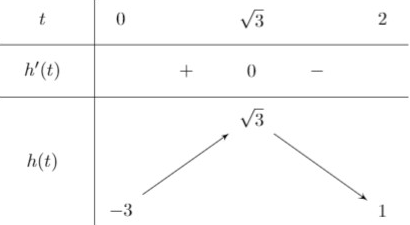 t 0 √3 2
h′(t) + 0 −
√3
h(t)
−3 1